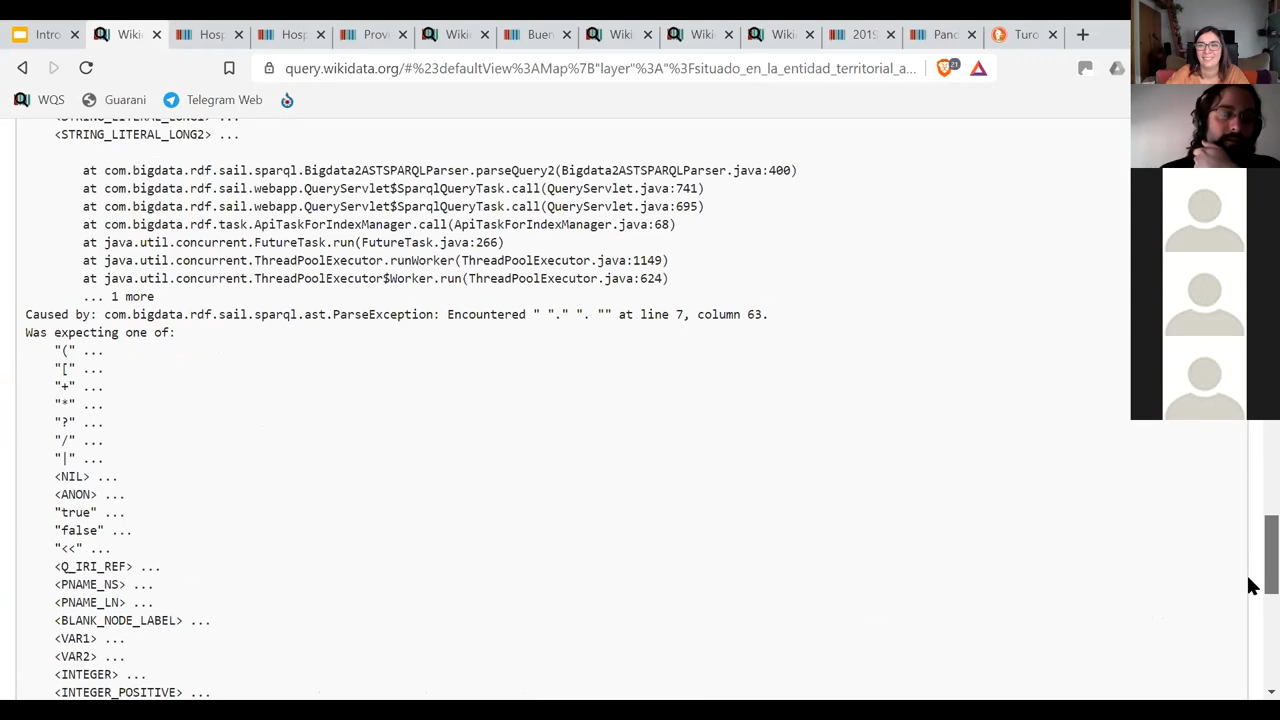 Intro
Wiki
Hosp
Hosp
Provi
Wiki
Buen
Wiki
Wiki
Wiki
2019
Pand
Turo
query.wikidata.org/#%23defaultView%3AMap%7B"layer"%3A"%3Fsituado_en_la_entidad_territorial_a...
21
WQS
Guarani
Telegram Web
<STRING_LITERAL_LONG1> ...
<STRING_LITERAL_LONG2> ...
at com.bigdata.rdf.sail.sparql.Bigdata2ASTSPARQLParser.parseQuery2(Bigdata2ASTSPARQLParser.java:400)
at com.bigdata.rdf.sail.webapp.QueryServlet$SparqlQueryTask.call(QueryServlet.java:741)
at com.bigdata.rdf.sail.webapp.QueryServlet$SparqlQueryTask.call(QueryServlet.java:695)
at com.bigdata.rdf.task.ApiTaskForIndexManager.call(ApiTaskForIndexManager.java:68)
at java.util.concurrent.FutureTask.run(FutureTask.java:266)
at java.util.concurrent.ThreadPoolExecutor.runWorker(ThreadPoolExecutor.java:1149)
at java.util.concurrent.ThreadPoolExecutor$Worker.run(ThreadPoolExecutor.java:624)
... 1 more
Caused by: com.bigdata.rdf.sail.sparql.ast.ParseException: Encountered " "." ". "" at line 7, column 63.
Was expecting one of:
"(" ...
"[" ...
"+" ...
"*" ...
"?" ...
"/" ...
"|" ...
<NIL> ...
<ANON> ...
"true" ...
"false" ...
"<<" ...
<Q_IRI_REF> ...
<PNAME_NS> ...
<PNAME_LN> ...
<BLANK_NODE_LABEL> ...
<VAR1> ...
<VAR2> ...
<INTEGER> ...
<INTEGER_POSITIVE> ...